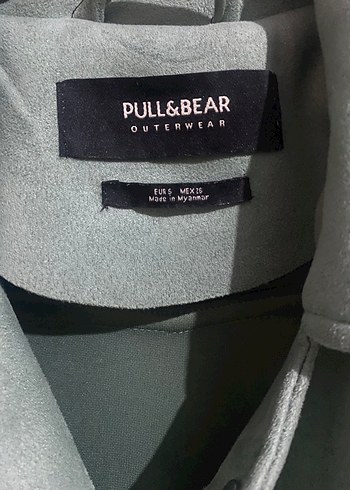 PULL&BEAR
OUTERWEAR
EUR S MEX 26
Made in Myanmar